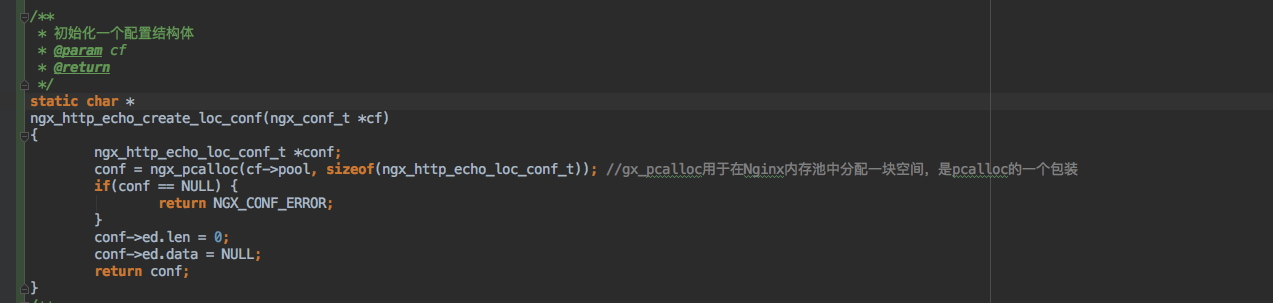 /**
 * 初始化一个配置结构体
 * @param cf
 * @return
 */
static char *
ngx_http_echo_create_loc_conf(ngx_conf_t *cf)
{
        ngx_http_echo_loc_conf_t *conf;
        conf = ngx_pcalloc(cf->pool, sizeof(ngx_http_echo_loc_conf_t)); //gx_pcalloc用于在Nginx内存池中分配一块空间，是pcalloc的一个包装
        if(conf == NULL) {
                return NGX_CONF_ERROR;
        }
        conf->ed.len = 0;
        conf->ed.data = NULL;
        return conf;
}